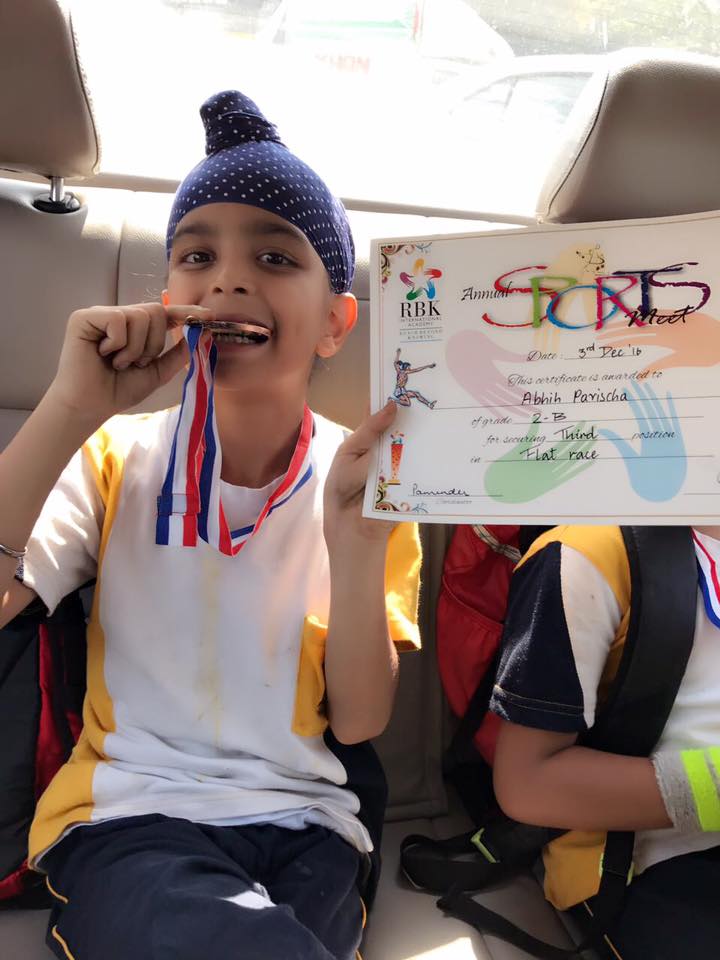 RBK
INTERNATIONAL
ACADEMY
Annual SPORTS Meet
Date: 3rd Dec '16
This certificate is awarded to
Abhih Pariscba
of grade 2-B
for securing Third position
in Flat race